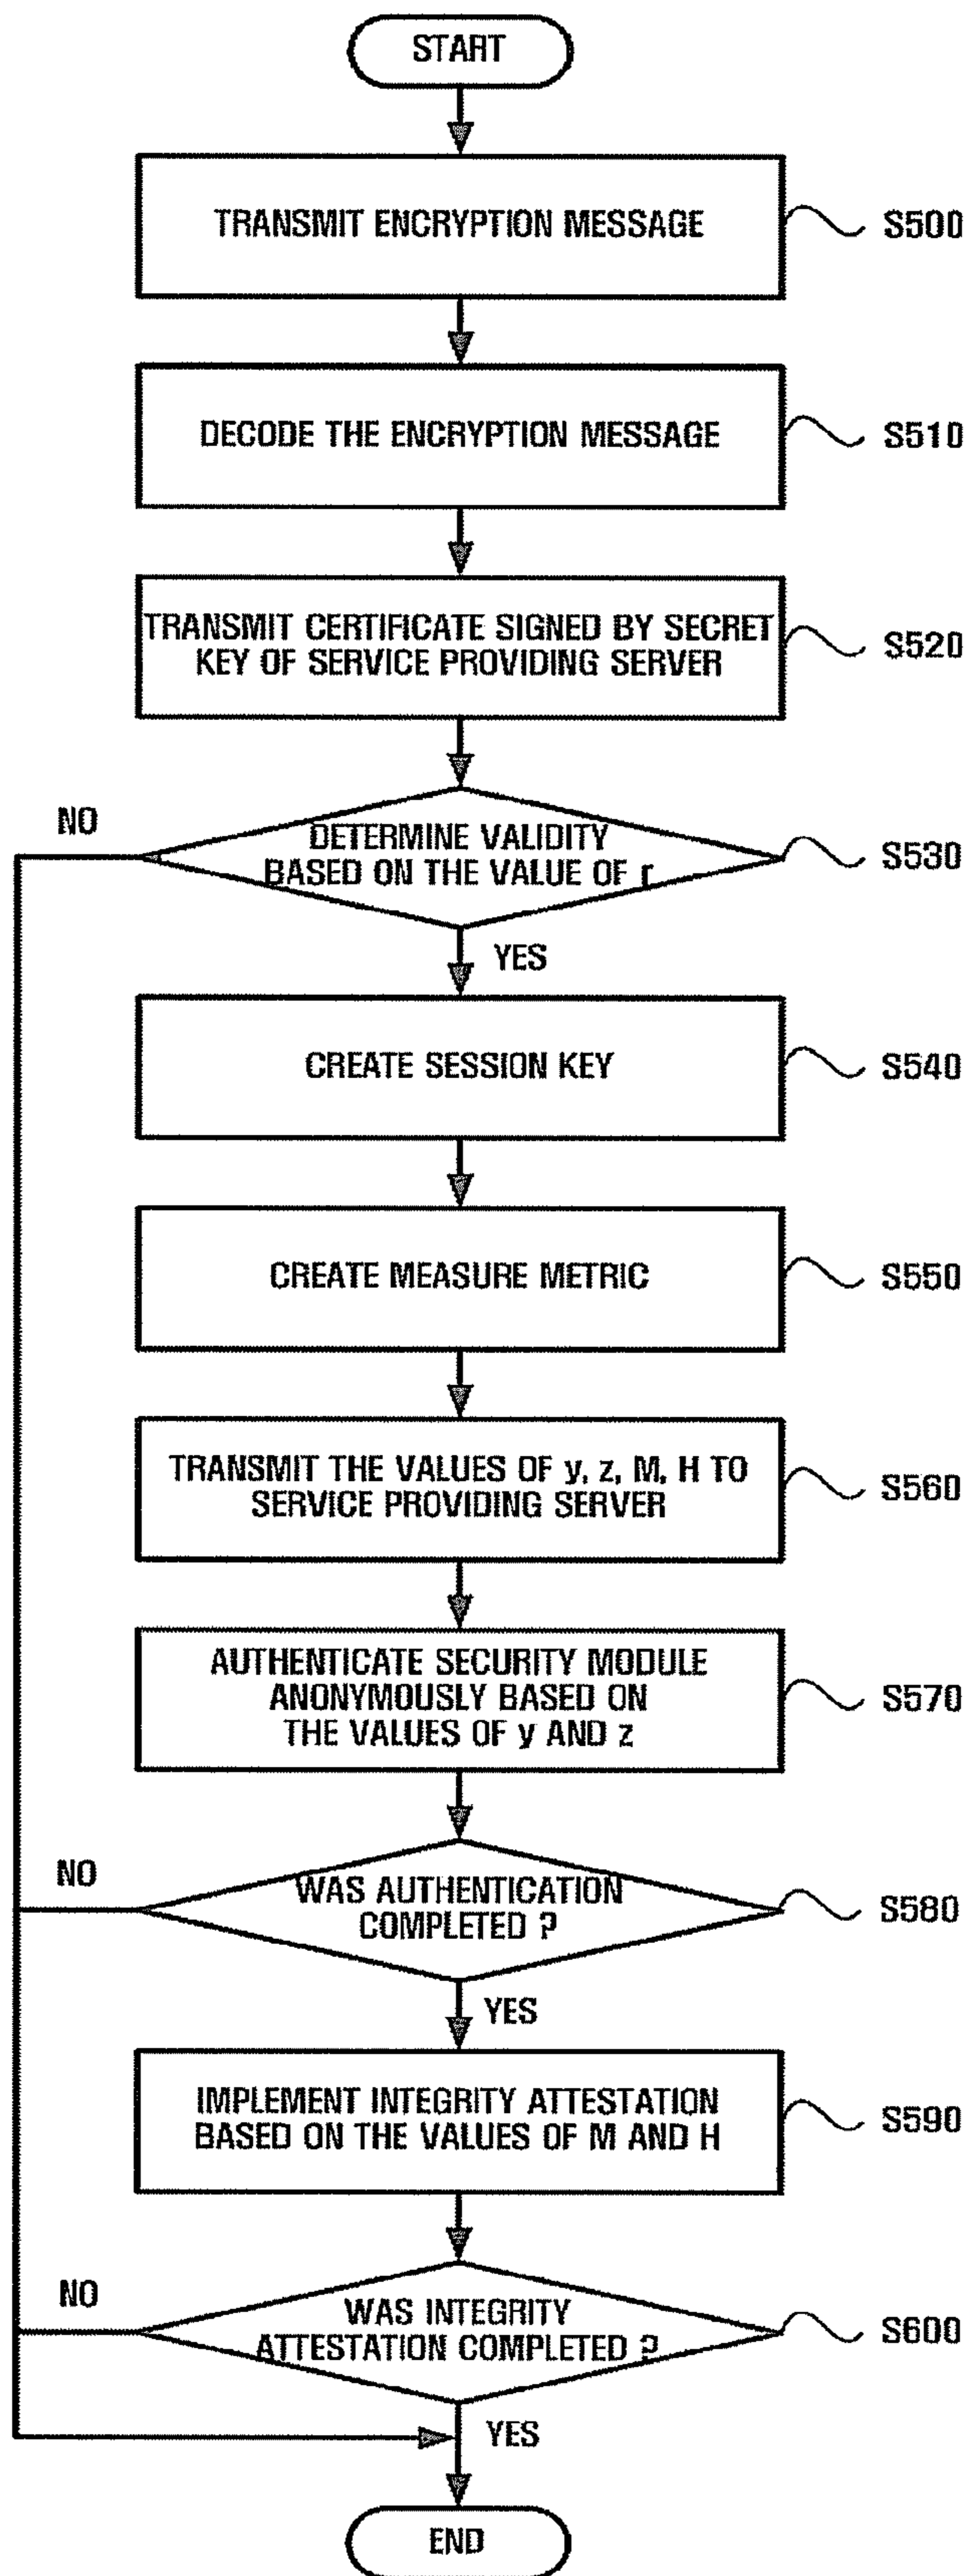 START
TRANSMIT ENCRYPTION MESSAGE
S500
DECODE THE ENCRYPTION MESSAGE
S510
TRANSMIT CERTIFICATE SIGNED BY SECRET
KEY OF SERVICE PROVIDING SERVER
S520
NO
DETERMINE VALIDITY
BASED ON THE VALUE OF r
S530
YES
CREATE SESSION KEY
S540
CREATE MEASURE METRIC
S550
TRANSMIT THE VALUES OF y, z, M, H TO
SERVICE PROVIDING SERVER
S560
AUTHENTICATE SECURITY MODULE
ANONYMOUSLY BASED ON
THE VALUES OF y AND z
S570
NO
WAS AUTHENTICATION
COMPLETED ?
S580
YES
IMPLEMENT INTEGRITY ATTESTATION
BASED ON THE VALUES OF M AND H
S590
NO
WAS INTEGRITY
ATTESTATION COMPLETED ?
S600
YES
END